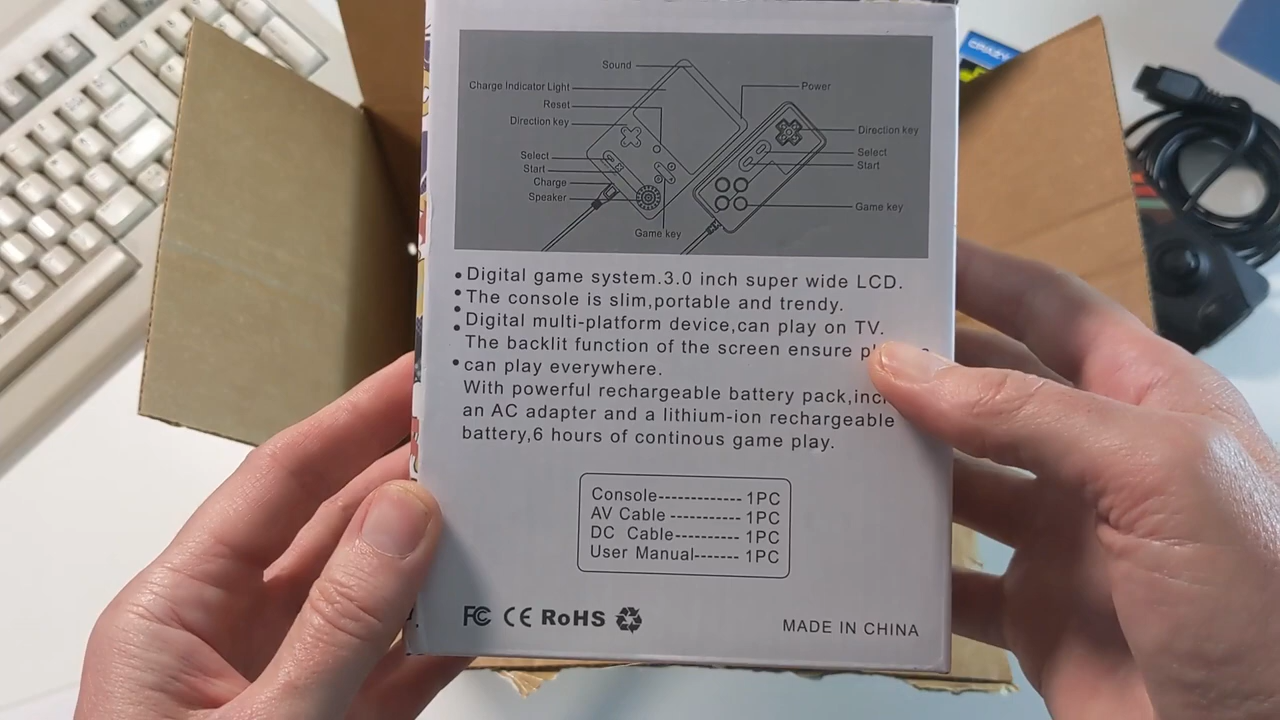 Sound
Charge Indicator Light
Power
Reset
Direction key
Direction key
Select
Select
Start
Start
Charge
Speaker
Game key
Game key
Digital game system.3.0 inch super wide LCD.
The console is slim,portable and trendy.
Digital multi-platform device,can play on TV.
The backlit function of the screen ensure
can play everywhere.
With powerful rechargeable battery pack,
an AC adapter and a lithium-ion rechargeable
battery,6 hours of continous game play.
Console------------- 1PC
AV Cable ----------- 1PC
DC Cable----------- 1PC
User Manual------- 1PC
FC CE RoHS
MADE IN CHINA
CRAZY